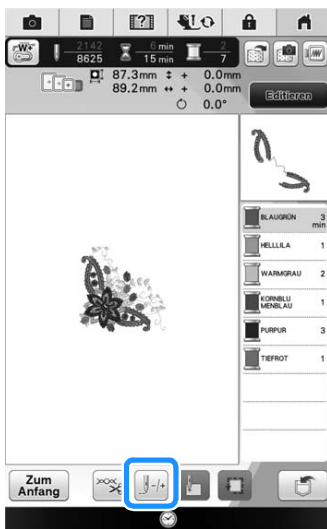 W+
2142
8625
6 min
15 min
2
7
87.3mm ↕ + 0.0mm
89.2mm ↔ + 0.0mm
0.0°
Editieren
BLAUGRÜN 3
min
HELLLILA 1
WARMGRAU 2
KORNBLU
MENBLAU 1
PURPUR 3
TIEFROT 1
Zum
Anfang
-/+